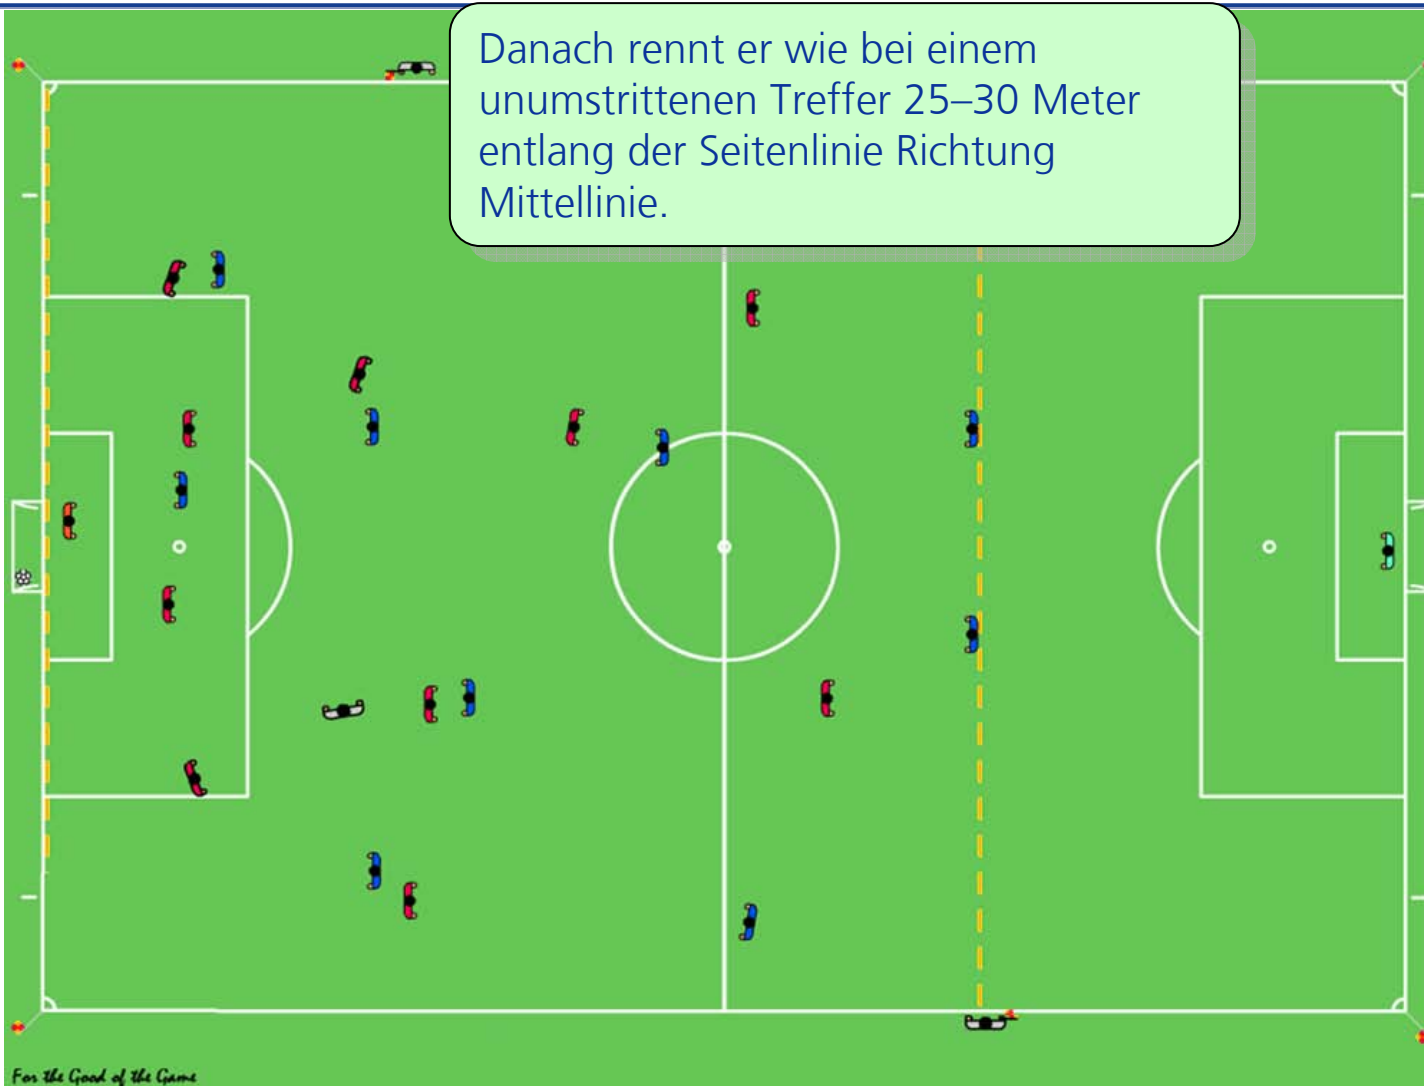 Danach rennt er wie bei einem
unumstrittenen Treffer 25–30 Meter
entlang der Seitenlinie Richtung
Mittellinie.
For the Good of the Game